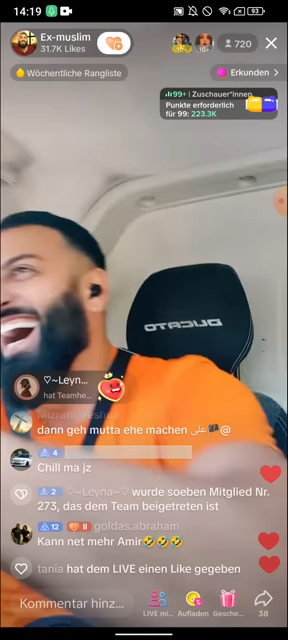 14:19
93
Ex-muslim
31.7K Likes
10+
10+
720
Wöchentliche Rangliste
Erkunden
99+ | Zuschauer*innen
Punkte erforderlich
für 99: 223.3K
DUCATO
♡~Leyn...
hat Teamhe...
dann geh mutta ehe machen على🏴@
4
Chill ma jz
2 ♡~Leyna~♡ wurde soeben Mitglied Nr.
273, das dem Team beigetreten ist
12 II goldas.abraham
Kann net mehr Amir🤣🤣🤣
tania hat dem LIVE einen Like gegeben
Kommentar hinz...
LIVE mi...
Aufladen
Gesche...
38